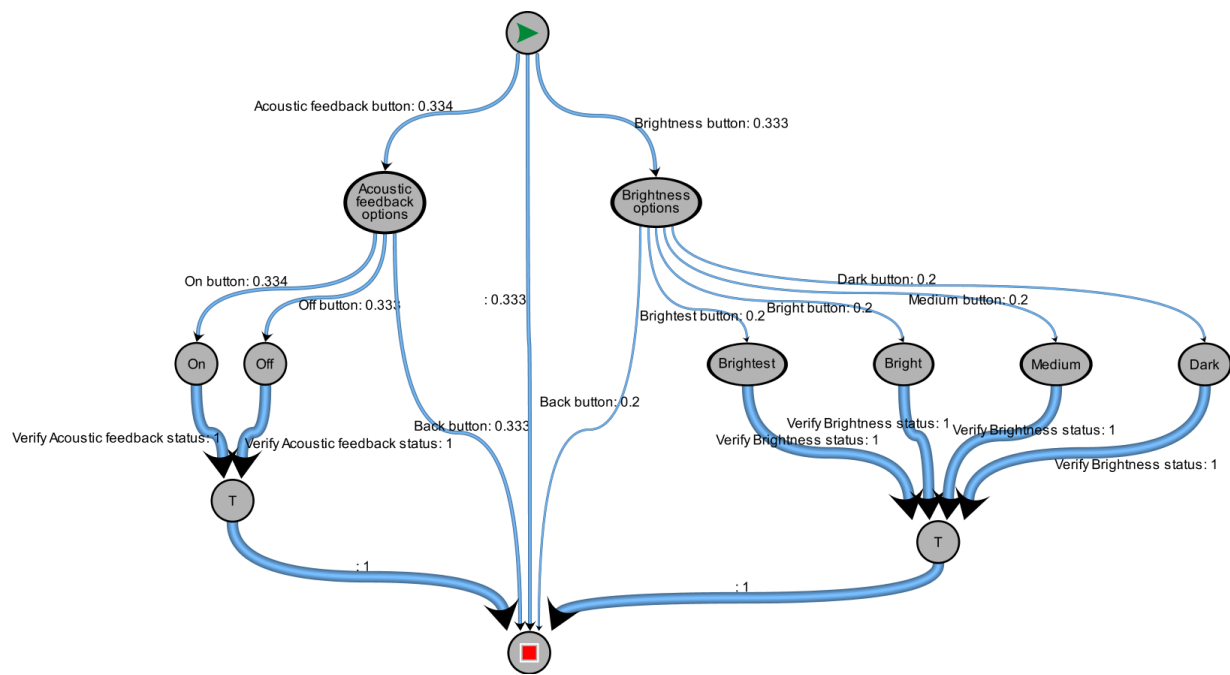 Acoustic feedback button: 0.334
Brightness button: 0.333
Acoustic
feedback
options
Brightness
options
On button: 0.334
Off button: 0.333
: 0.333
Dark button: 0.2
Medium button: 0.2
Bright button: 0.2
Brightest button: 0.2
On
Off
Brightest
Bright
Medium
Dark
Back button: 0.2
Back button: 0.333
Verify Acoustic feedback status: 1
Verify Acoustic feedback status: 1
Verify Brightness status: 1
Verify Brightness status: 1
Verify Brightness status: 1
Verify Brightness status: 1
T
T
: 1
: 1